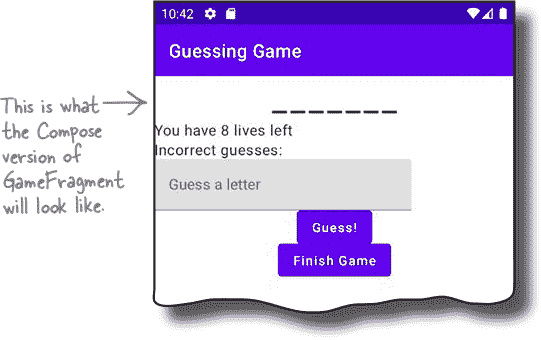 10:42
Guessing Game
This is what
the Compose
version of
GameFragment
will look like.
_______
You have 8 lives left
Incorrect guesses:
Guess a letter
Guess!
Finish Game